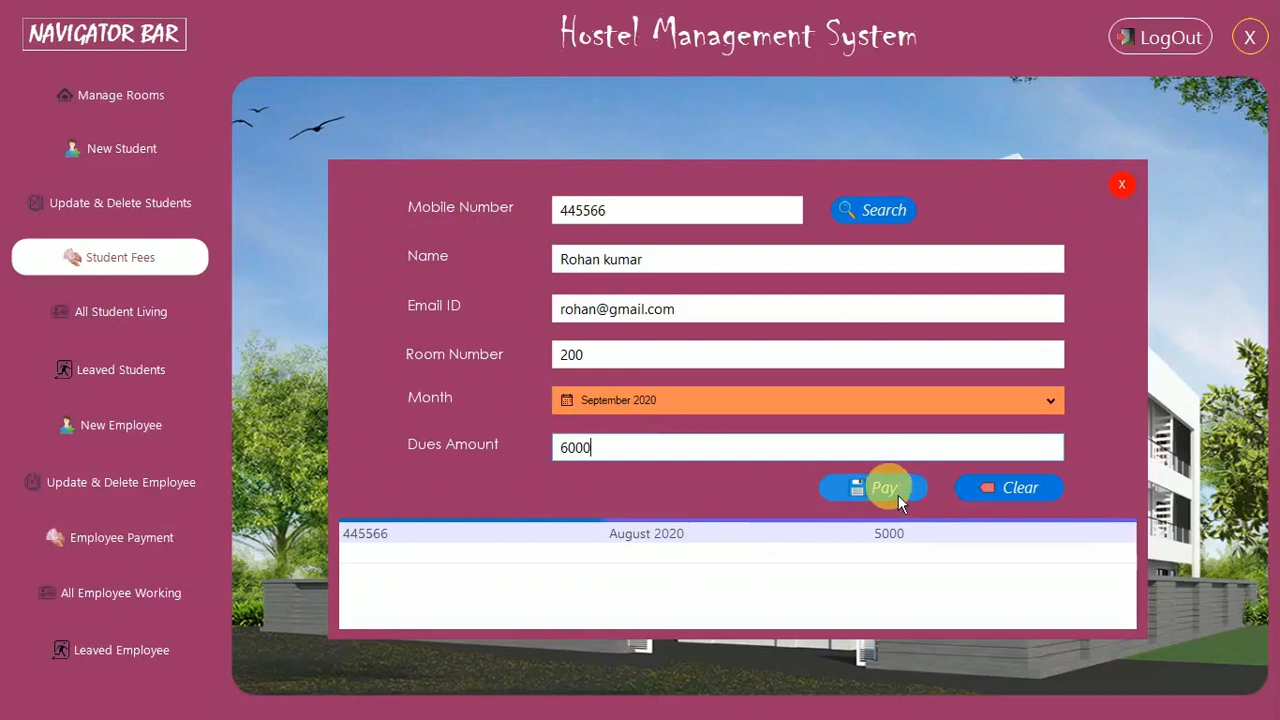 NAVIGATOR BAR
Hostel Management System
LogOut
X
Manage Rooms
New Student
Update & Delete Students
Student Fees
All Student Living
Leaved Students
New Employee
Update & Delete Employee
Employee Payment
All Employee Working
Leaved Employee
X
Mobile Number 445566 Search
Name Rohan kumar
Email ID rohan@gmail.com
Room Number 200
Month September 2020
Dues Amount 6000
Pay Clear
445566 August 2020 5000